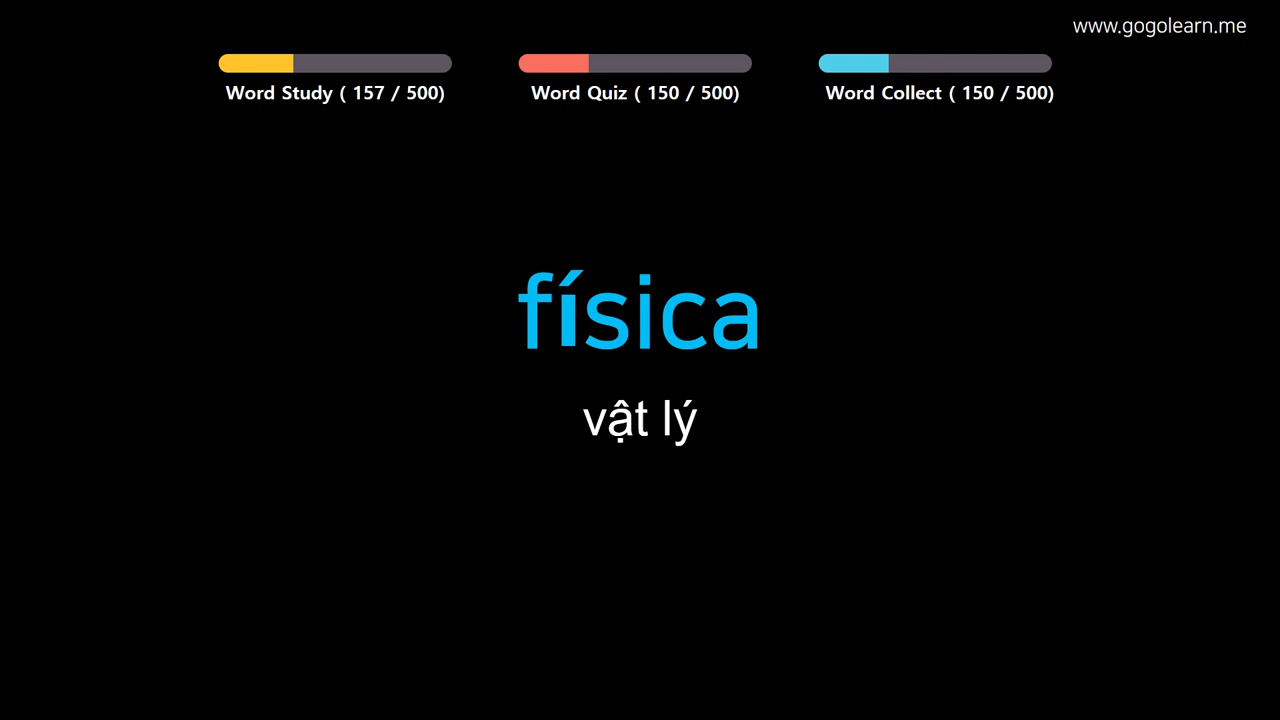 www.gogolearn.me
Word Study ( 157 / 500)
Word Quiz ( 150 / 500)
Word Collect ( 150 / 500)
física
vật lý